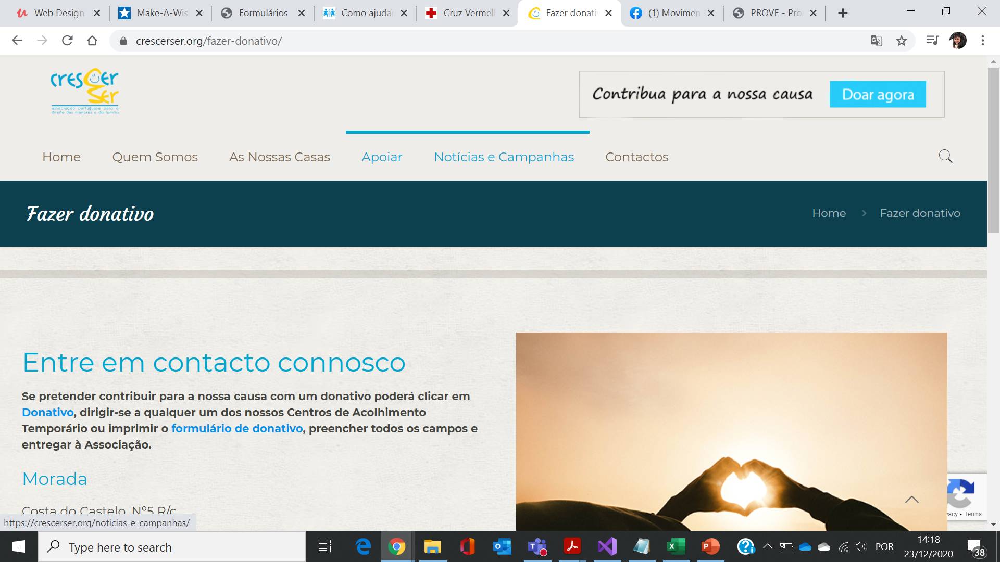 Web Design
Make-A-Wis
Formulários
Como ajudar
Cruz Vermelh
Fazer donati
(1) Movimen
PROVE - Pro
crescerser.org/fazer-donativo/
cresCer
Ser
associação portuguesa para o
direito dos menores e da família
Contribua para a nossa causa
Doar agora
Home
Quem Somos
As Nossas Casas
Apoiar
Notícias e Campanhas
Contactos
Fazer donativo
Home
Fazer donativo
Entre em contacto connosco
Se pretender contribuir para a nossa causa com um donativo poderá clicar em
Donativo, dirigir-se a qualquer um dos nossos Centros de Acolhimento
Temporário ou imprimir o formulário de donativo, preencher todos os campos e
entregar à Associação.
Morada
Costa do Castelo, Nº5 R/c
vacy - Terms
https://crescerser.org/noticias-e-campanhas/
Type here to search
POR
14:18
23/12/2020
38